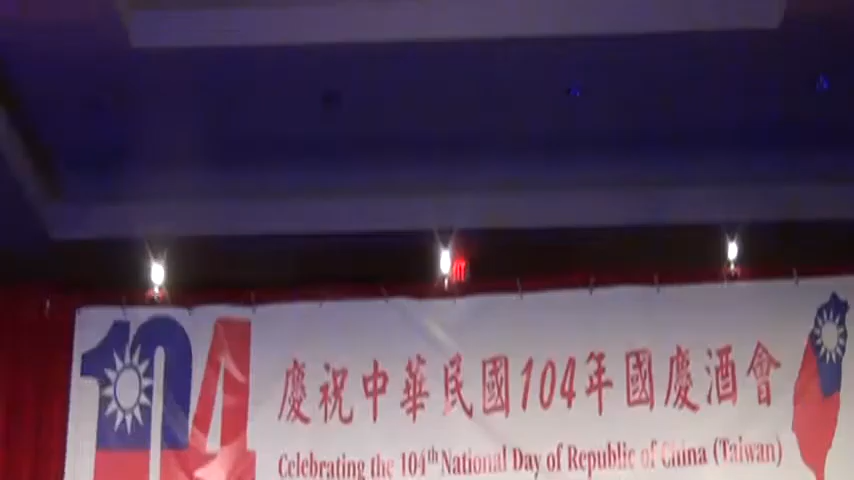 104
慶祝中華民國104年國慶酒會
Celebrating the 104th National Day of Republic of China (Taiwan)